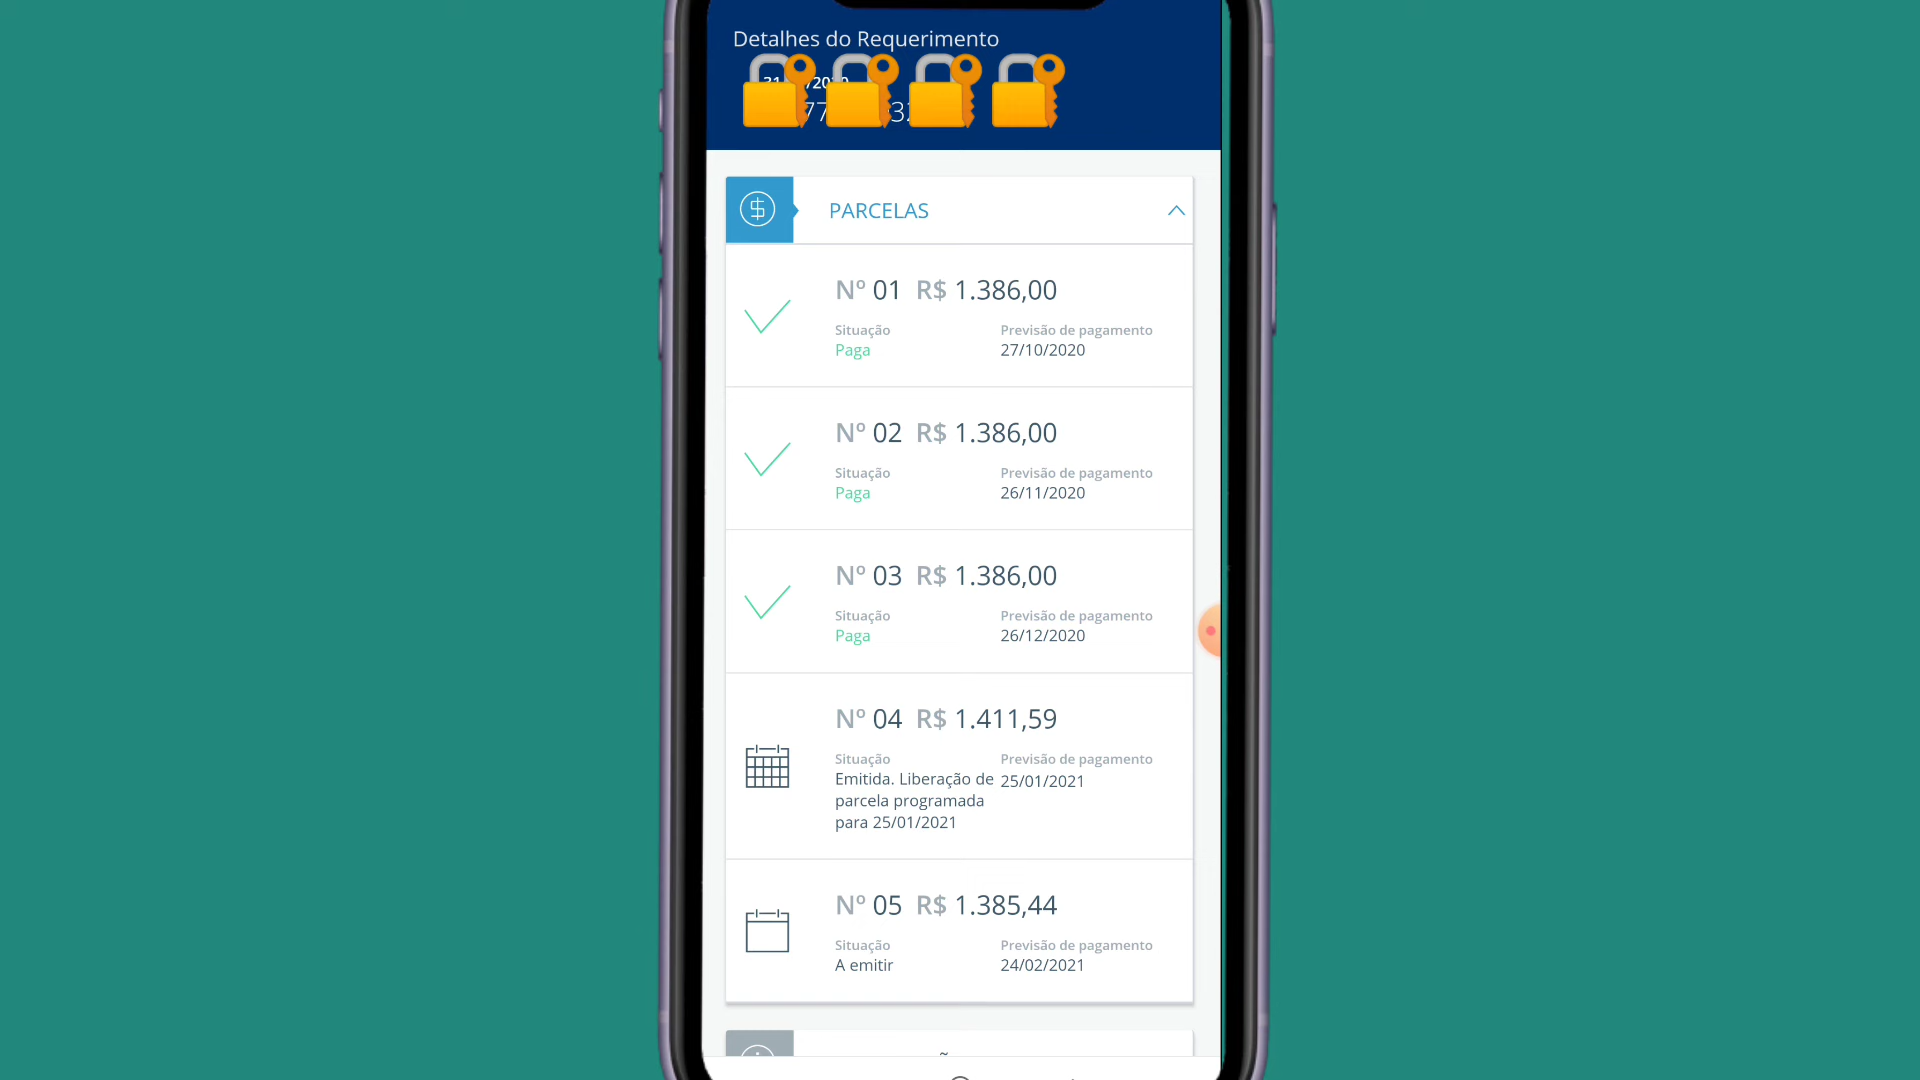 Detalhes do Requerimento
PARCELAS
Nº 01 R$ 1.386,00
Situação Previsão de pagamento
Paga 27/10/2020
Nº 02 R$ 1.386,00
Situação Previsão de pagamento
Paga 26/11/2020
Nº 03 R$ 1.386,00
Situação Previsão de pagamento
Paga 26/12/2020
Nº 04 R$ 1.411,59
Situação Previsão de pagamento
Emitida. Liberação de 25/01/2021
parcela programada
para 25/01/2021
Nº 05 R$ 1.385,44
Situação Previsão de pagamento
A emitir 24/02/2021